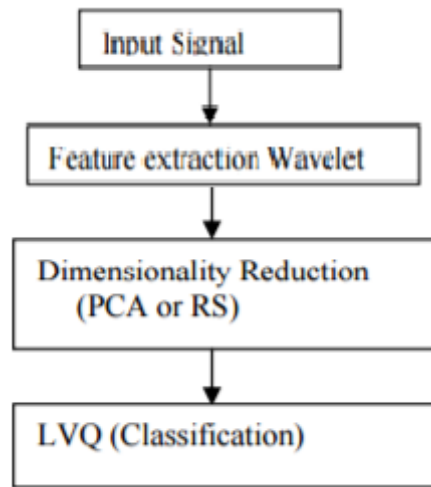 Input Signal
Feature extraction Wavelet
Dimensionality Reduction
(PCA or RS)
LVQ (Classification)